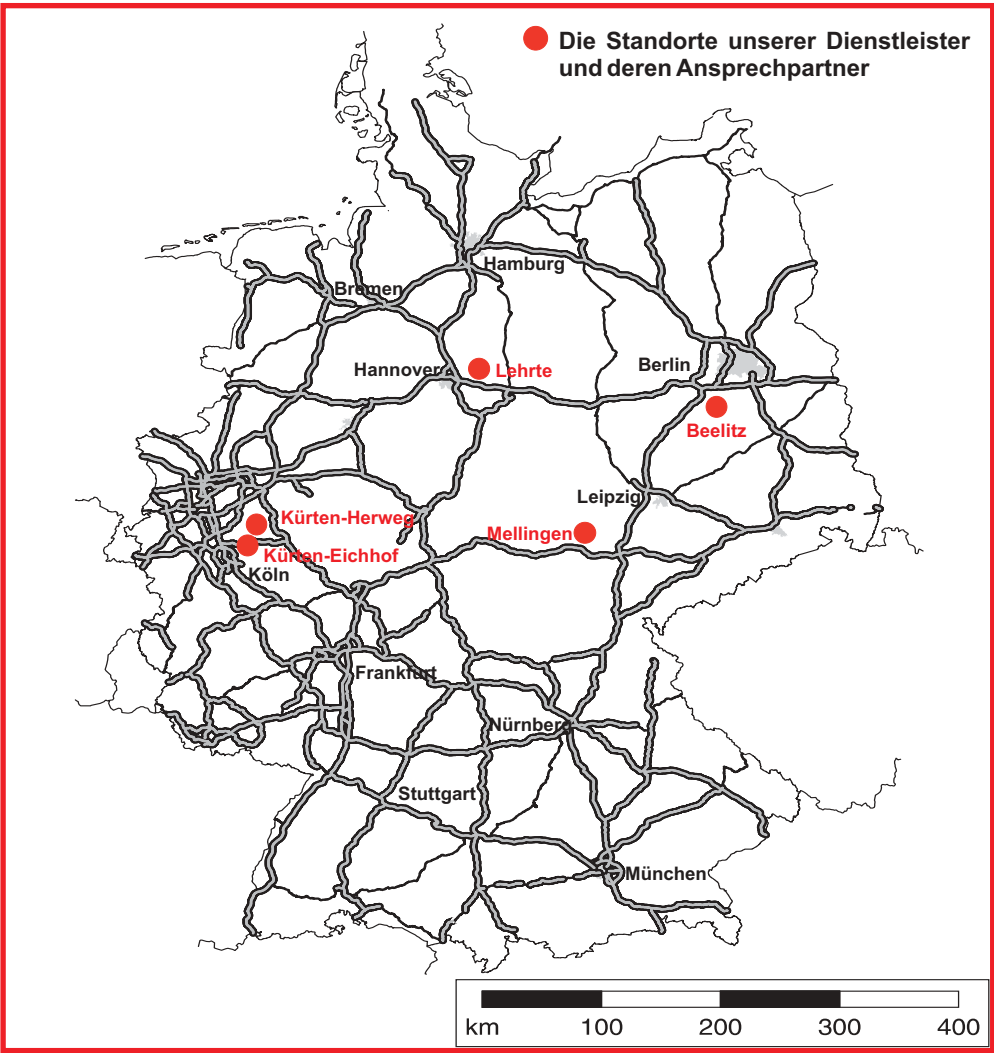 Die Standorte unserer Dienstleister
und deren Ansprechpartner
Hamburg
Bremen
Hannover
Lehrte
Berlin
Beelitz
Leipzig
Kürten-Herweg
Mellingen
Kürten-Eichhof
Köln
Frankfurt
Nürnberg
Stuttgart
München
km 100 200 300 400